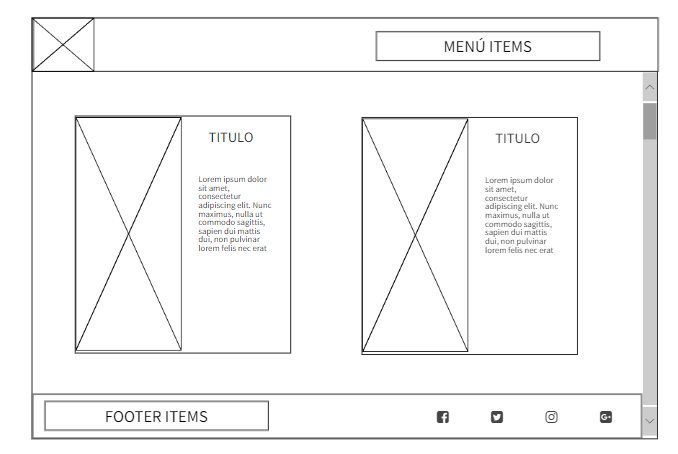 MENÚ ITEMS
TITULO
Lorem ipsum dolor
sit amet,
consectetur
adipiscing elit. Nunc
maximus, nulla ut
commodo sagittis,
sapien dui mattis
dui, non pulvinar
lorem felis nec erat
TITULO
Lorem ipsum dolor
sit amet,
consectetur
adipiscing elit. Nunc
maximus, nulla ut
commodo sagittis,
sapien dui mattis
dui, non pulvinar
lorem felis nec erat
FOOTER ITEMS